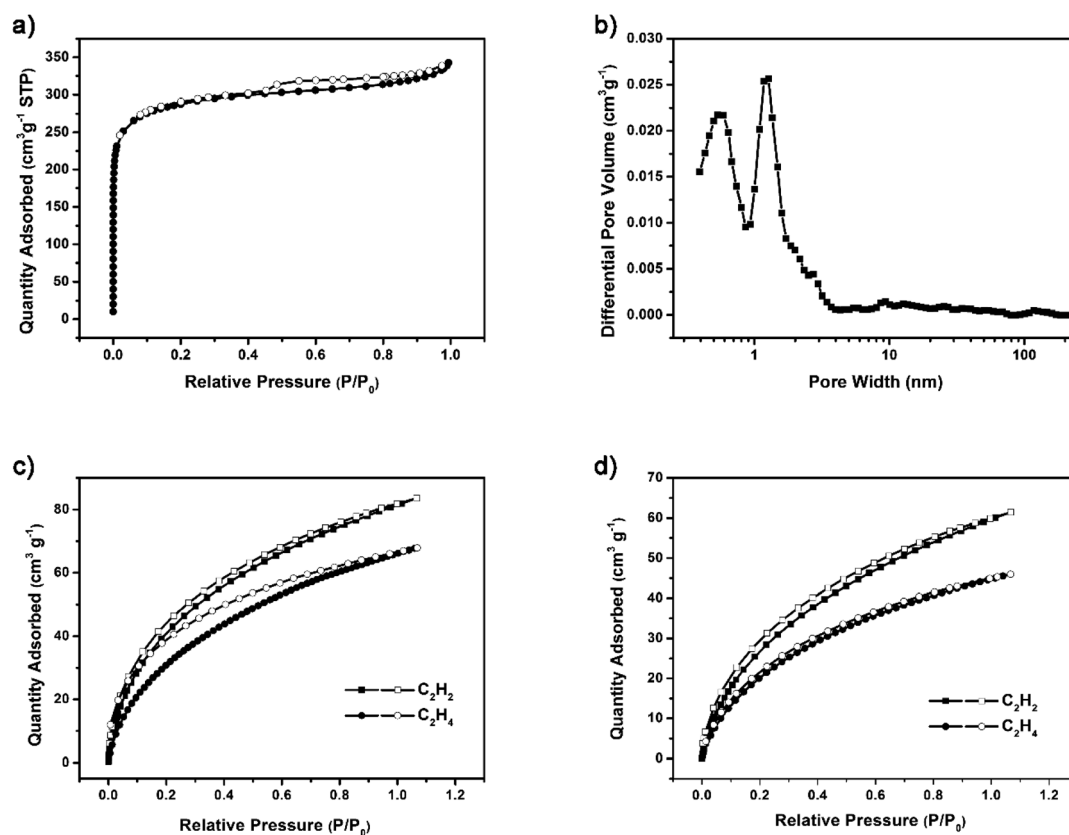 a)
Quantity Adsorbed (cm³g⁻¹ STP)
350
300
250
200
150
100
50
0
0.0 0.2 0.4 0.6 0.8 1.0
Relative Pressure (P/P₀)
b)
Differential Pore Volume (cm³g⁻¹)
0.030
0.025
0.020
0.015
0.010
0.005
0.000
1 10 100
Pore Width (nm)
c)
Quantity Adsorbed (cm³ g⁻¹)
80
60
40
20
0
C₂H₂
C₂H₄
0.0 0.2 0.4 0.6 0.8 1.0 1.2
Relative Pressure (P/P₀)
d)
Quantity Adsorbed (cm³ g⁻¹)
70
60
50
40
30
20
10
0
C₂H₂
C₂H₄
0.0 0.2 0.4 0.6 0.8 1.0 1.2
Relative Pressure (P/P₀)